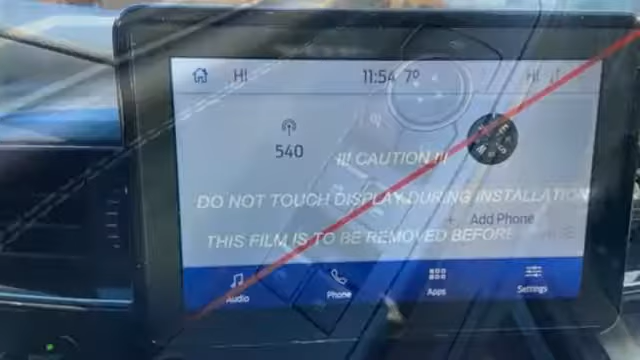 HI 11:54 7° HI
540
!!! CAUTION !!!
DO NOT TOUCH DISPLAY DURING INSTALLATION
Add Phone
THIS FILM IS TO BE REMOVED BEFORE
Audio Phone Apps Settings